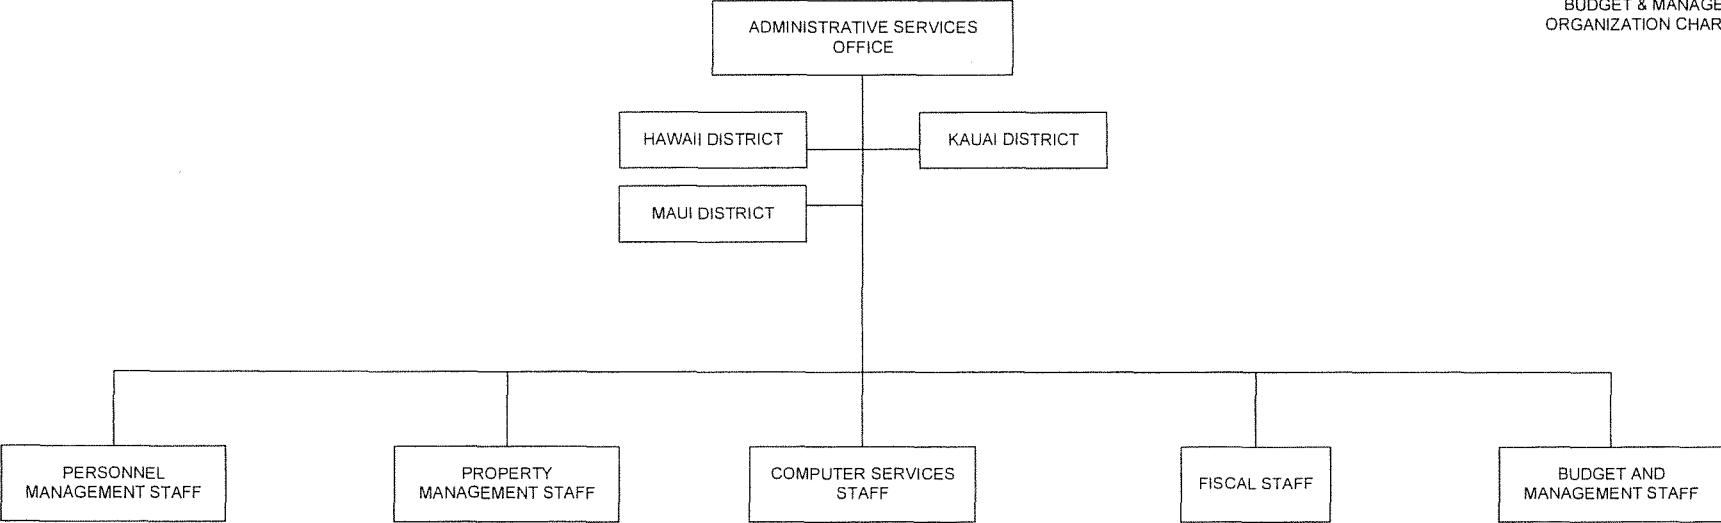 BUDGET & MANAGE
ORGANIZATION CHAR
ADMINISTRATIVE SERVICES
OFFICE
HAWAII DISTRICT
KAUAI DISTRICT
MAUI DISTRICT
PERSONNEL
MANAGEMENT STAFF
PROPERTY
MANAGEMENT STAFF
COMPUTER SERVICES
STAFF
FISCAL STAFF
BUDGET AND
MANAGEMENT STAFF